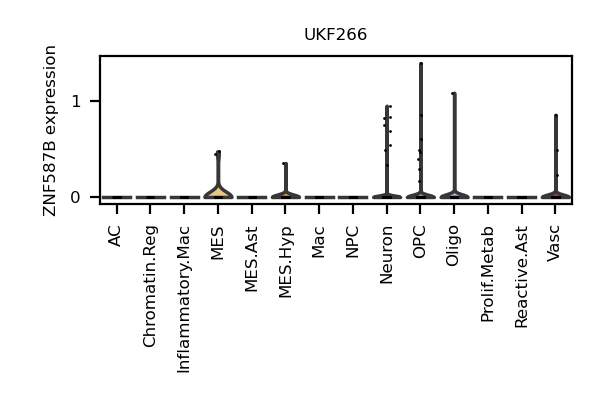 UKF266
ZNF587B expression
1
0
AC
Chromatin.Reg
Inflammatory.Mac
MES
MES.Ast
MES.Hyp
Mac
NPC
Neuron
OPC
Oligo
Prolif.Metab
Reactive.Ast
Vasc